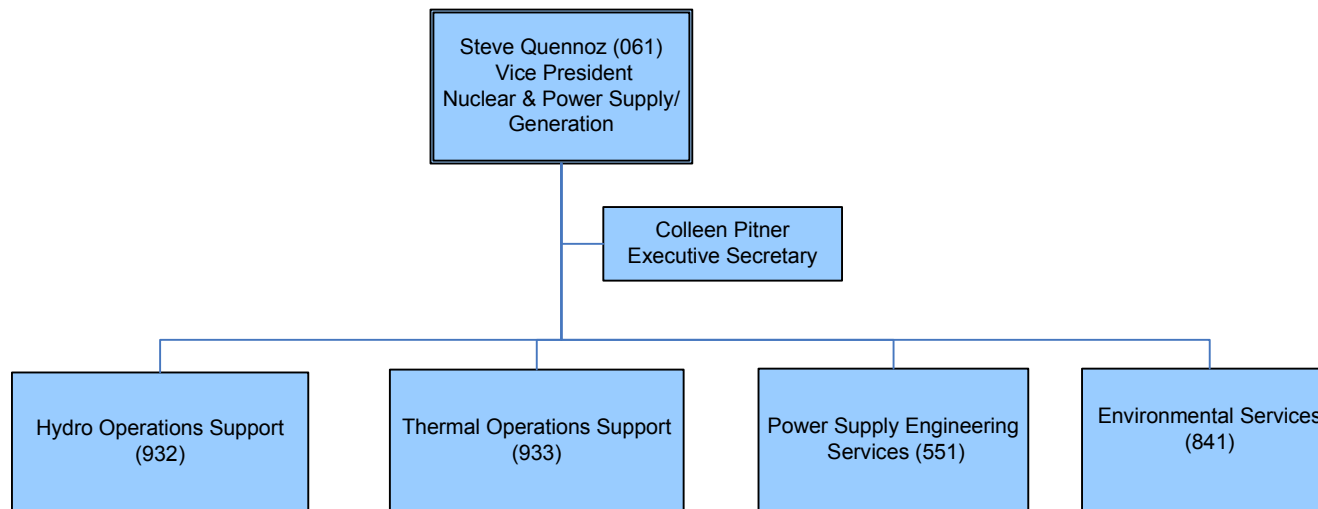 Steve Quennoz (061)
Vice President
Nuclear & Power Supply/
Generation
Colleen Pitner
Executive Secretary
Hydro Operations Support
(932)
Thermal Operations Support
(933)
Power Supply Engineering
Services (551)
Environmental Services
(841)